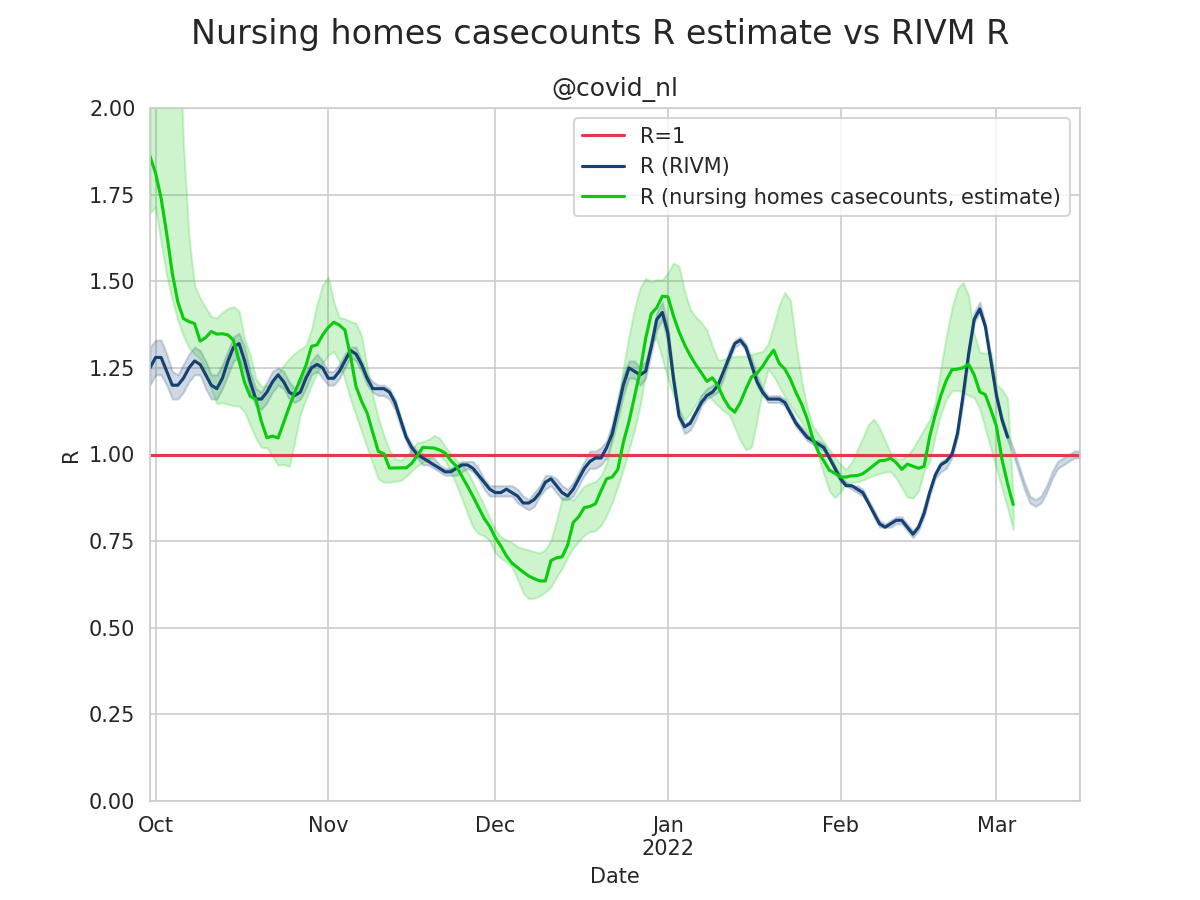 Nursing homes casecounts R estimate vs RIVM R
@covid_nl
R=1
R (RIVM)
R (nursing homes casecounts, estimate)
2.00
1.75
1.50
1.25
1.00
0.75
0.50
0.25
0.00
R
Oct
Nov
Dec
Jan
2022
Feb
Mar
Date